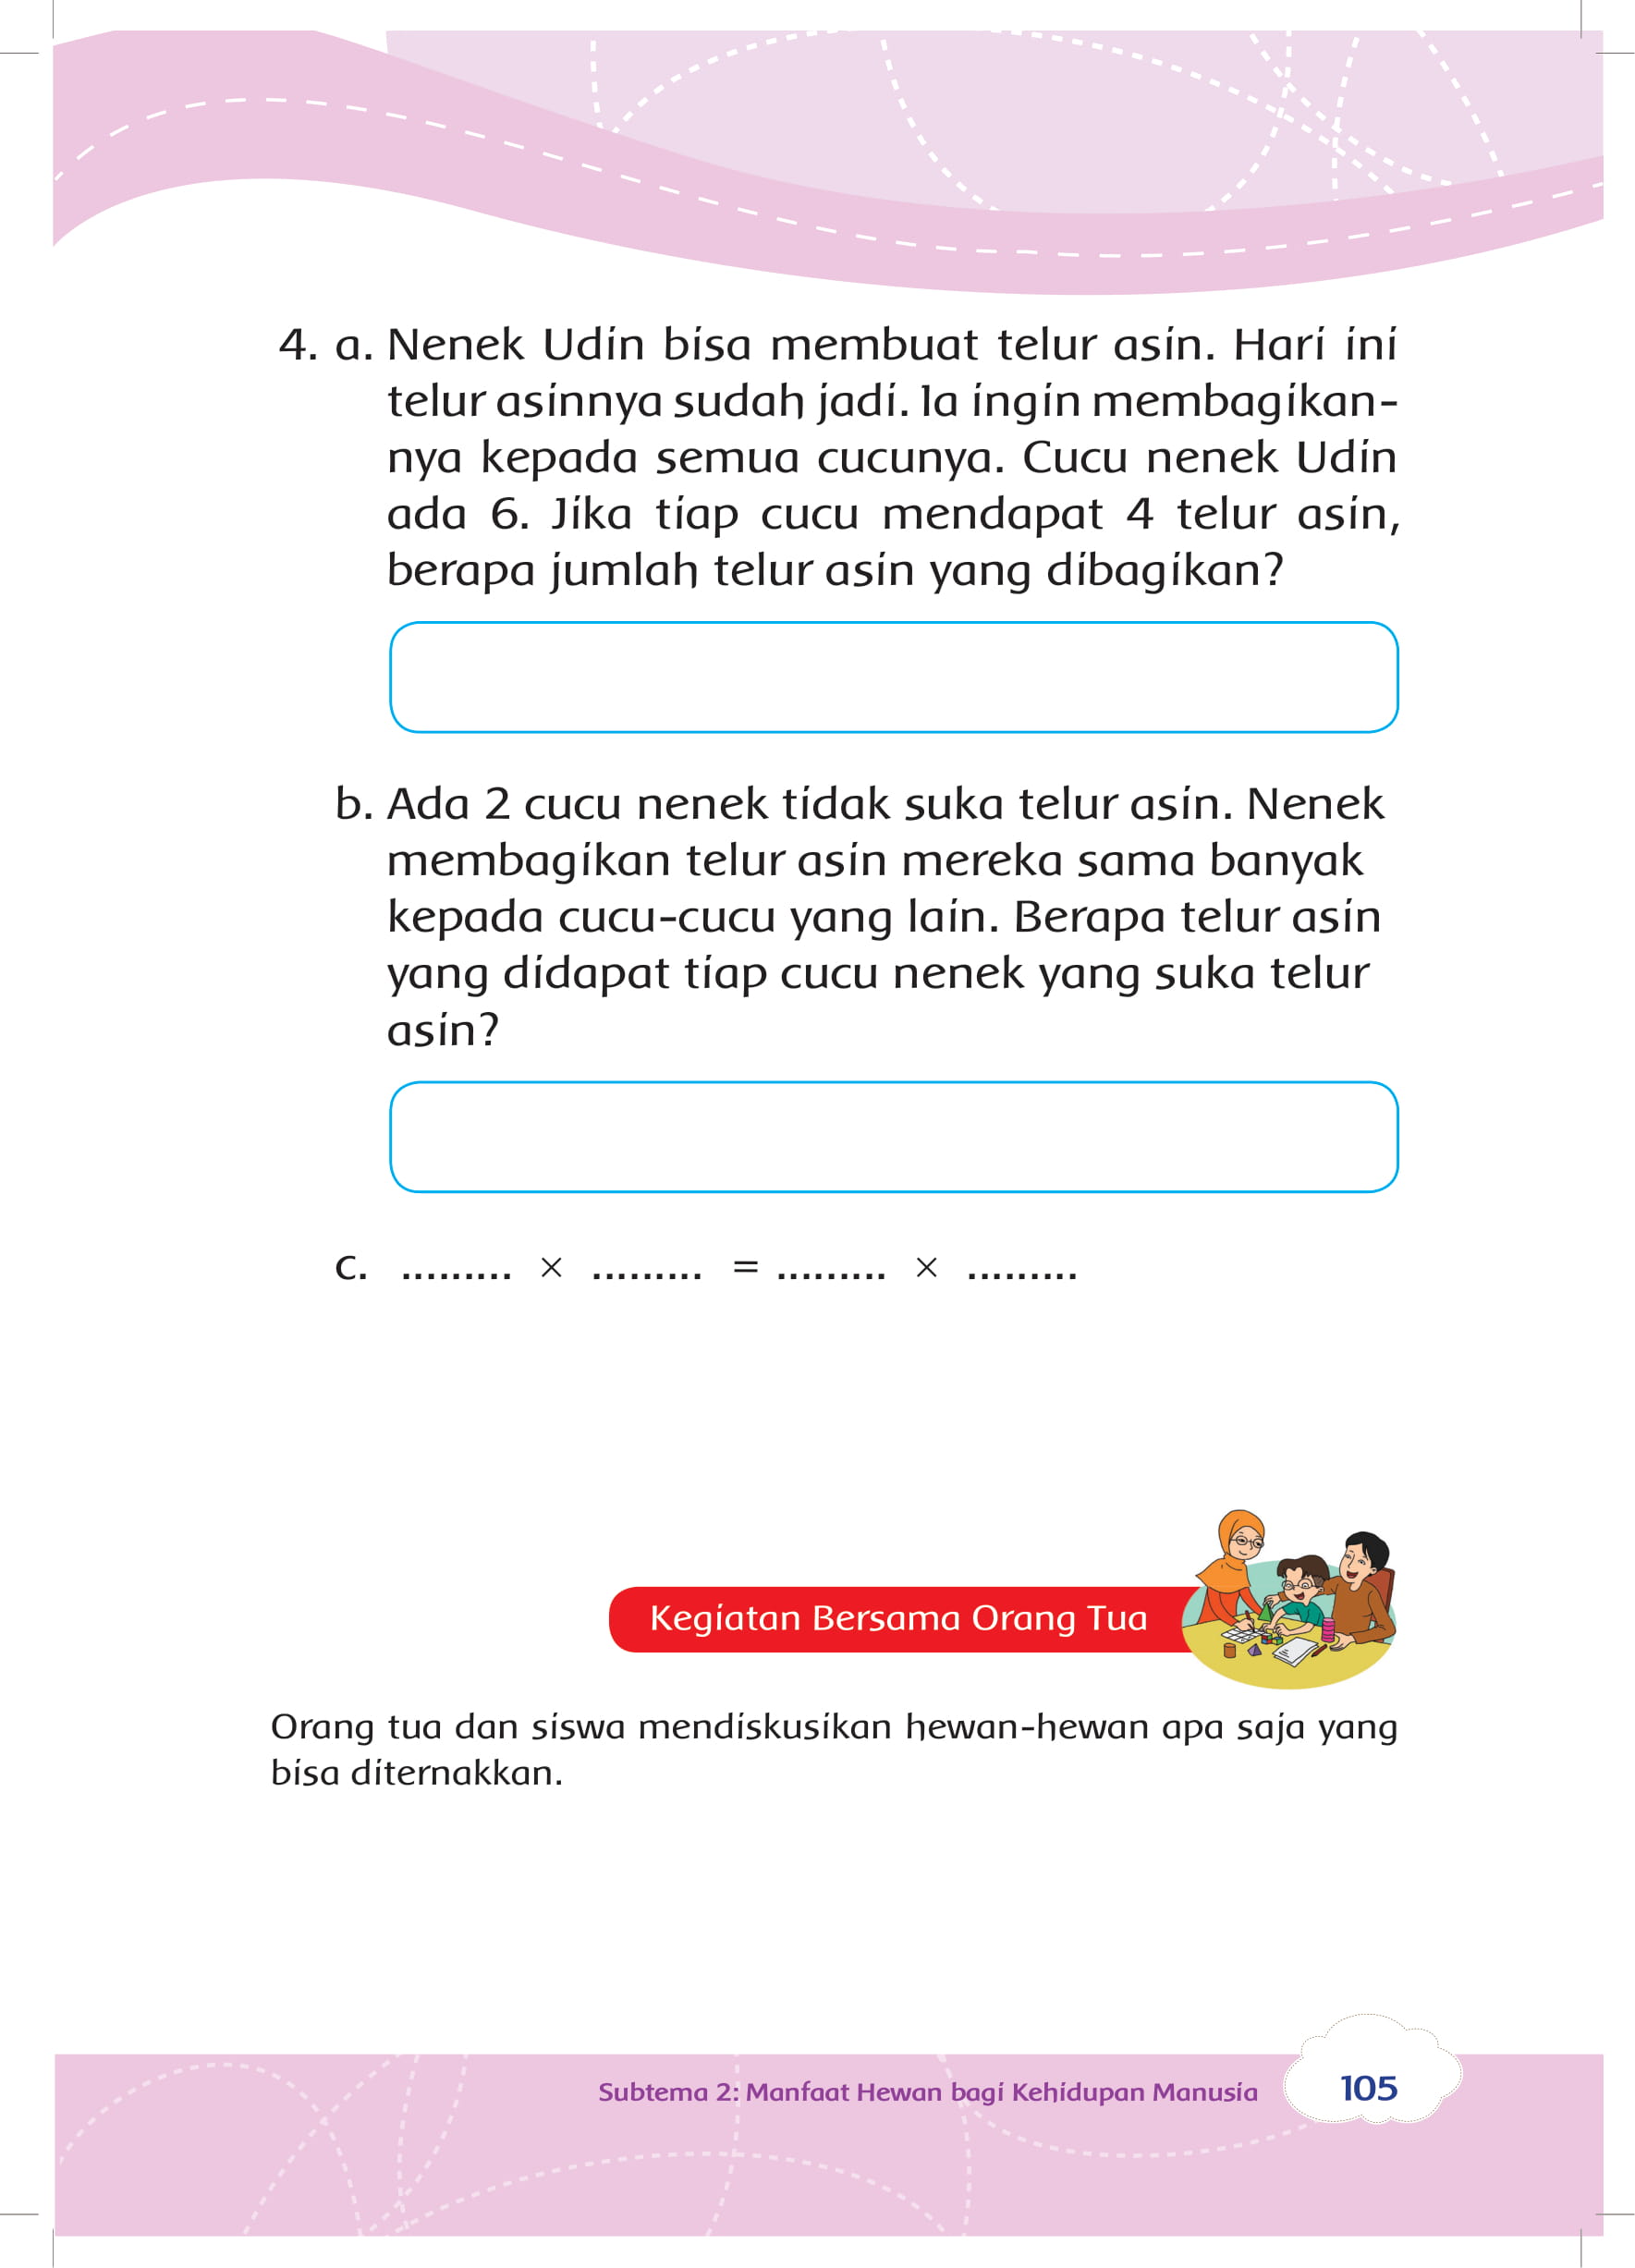 4. a. Nenek Udin bisa membuat telur asin. Hari ini
telur asinnya sudah jadi. Ia ingin membagikan-
nya kepada semua cucunya. Cucu nenek Udin
ada 6. Jika tiap cucu mendapat 4 telur asin,
berapa jumlah telur asin yang dibagikan?
b. Ada 2 cucu nenek tidak suka telur asin. Nenek
membagikan telur asin mereka sama banyak
kepada cucu-cucu yang lain. Berapa telur asin
yang didapat tiap cucu nenek yang suka telur
asin?
c. ......... × ......... = ......... × .........
Kegiatan Bersama Orang Tua
Orang tua dan siswa mendiskusikan hewan-hewan apa saja yang
bisa diternakkan.
Subtema 2: Manfaat Hewan bagi Kehidupan Manusia
105